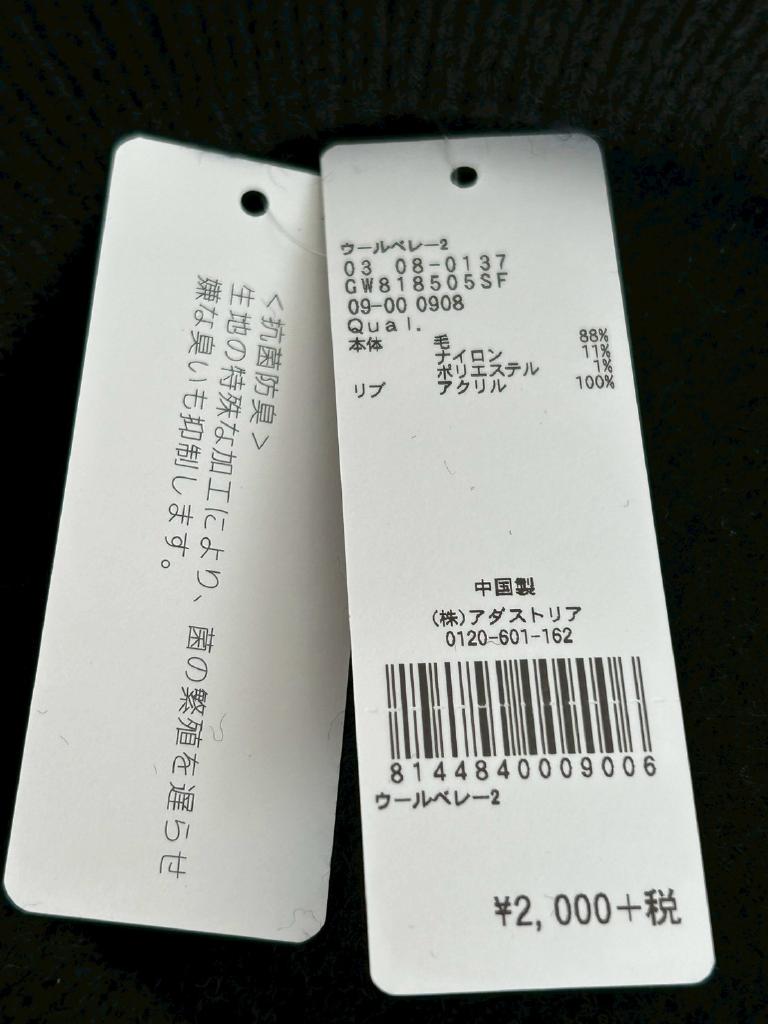 <抗菌防臭>
生地の特殊な加工により、菌の繁殖を遅らせ
嫌な臭いも抑制します。
ウールベレー2
03 08-0137
GW818505SF
09-00 0908
Qual.
本体 毛 88%
ナイロン 11%
ポリエステル 1%
リブ アクリル 100%
中国製
(株)アダストリア
0120-601-162
8144840009006
ウールベレー2
¥2,000+税